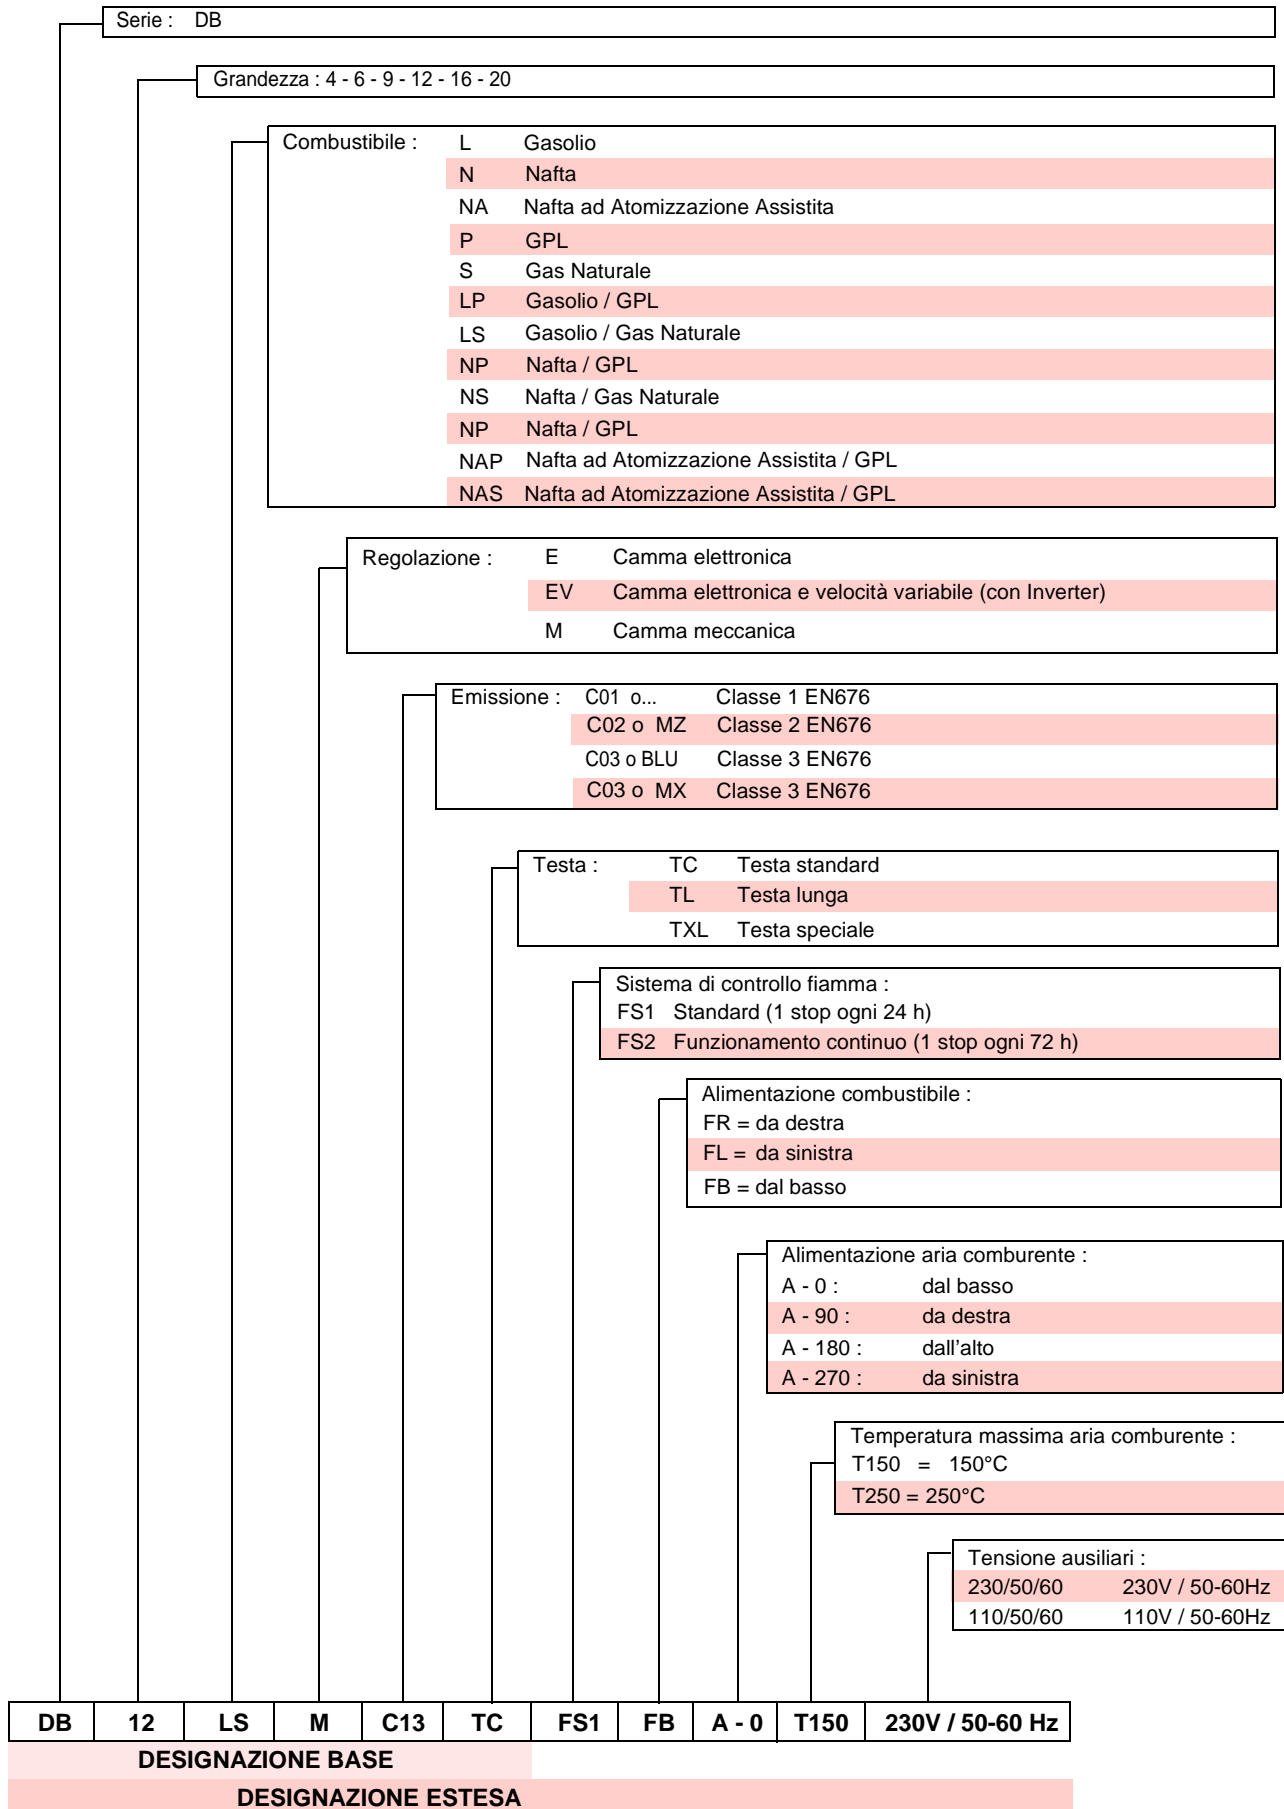 Serie : DB
Grandezza : 4 - 6 - 9 - 12 - 16 - 20
Combustibile : L Gasolio
N Nafta
NA Nafta ad Atomizzazione Assistita
P GPL
S Gas Naturale
LP Gasolio / GPL
LS Gasolio / Gas Naturale
NP Nafta / GPL
NS Nafta / Gas Naturale
NP Nafta / GPL
NAP Nafta ad Atomizzazione Assistita / GPL
NAS Nafta ad Atomizzazione Assistita / GPL
Regolazione : E Camma elettronica
EV Camma elettronica e velocità variabile (con Inverter)
M Camma meccanica
Emissione : C01 o... Classe 1 EN676
C02 o MZ Classe 2 EN676
C03 o BLU Classe 3 EN676
C03 o MX Classe 3 EN676
Testa : TC Testa standard
TL Testa lunga
TXL Testa speciale
Sistema di controllo fiamma :
FS1 Standard (1 stop ogni 24 h)
FS2 Funzionamento continuo (1 stop ogni 72 h)
Alimentazione combustibile :
FR = da destra
FL = da sinistra
FB = dal basso
Alimentazione aria comburente :
A - 0 : dal basso
A - 90 : da destra
A - 180 : dall'alto
A - 270 : da sinistra
Temperatura massima aria comburente :
T150 = 150°C
T250 = 250°C
Tensione ausiliari :
230/50/60 230V / 50-60Hz
110/50/60 110V / 50-60Hz
DB 12 LS M C13 TC FS1 FB A - 0 T150 230V / 50-60 Hz
DESIGNAZIONE BASE
DESIGNAZIONE ESTESA